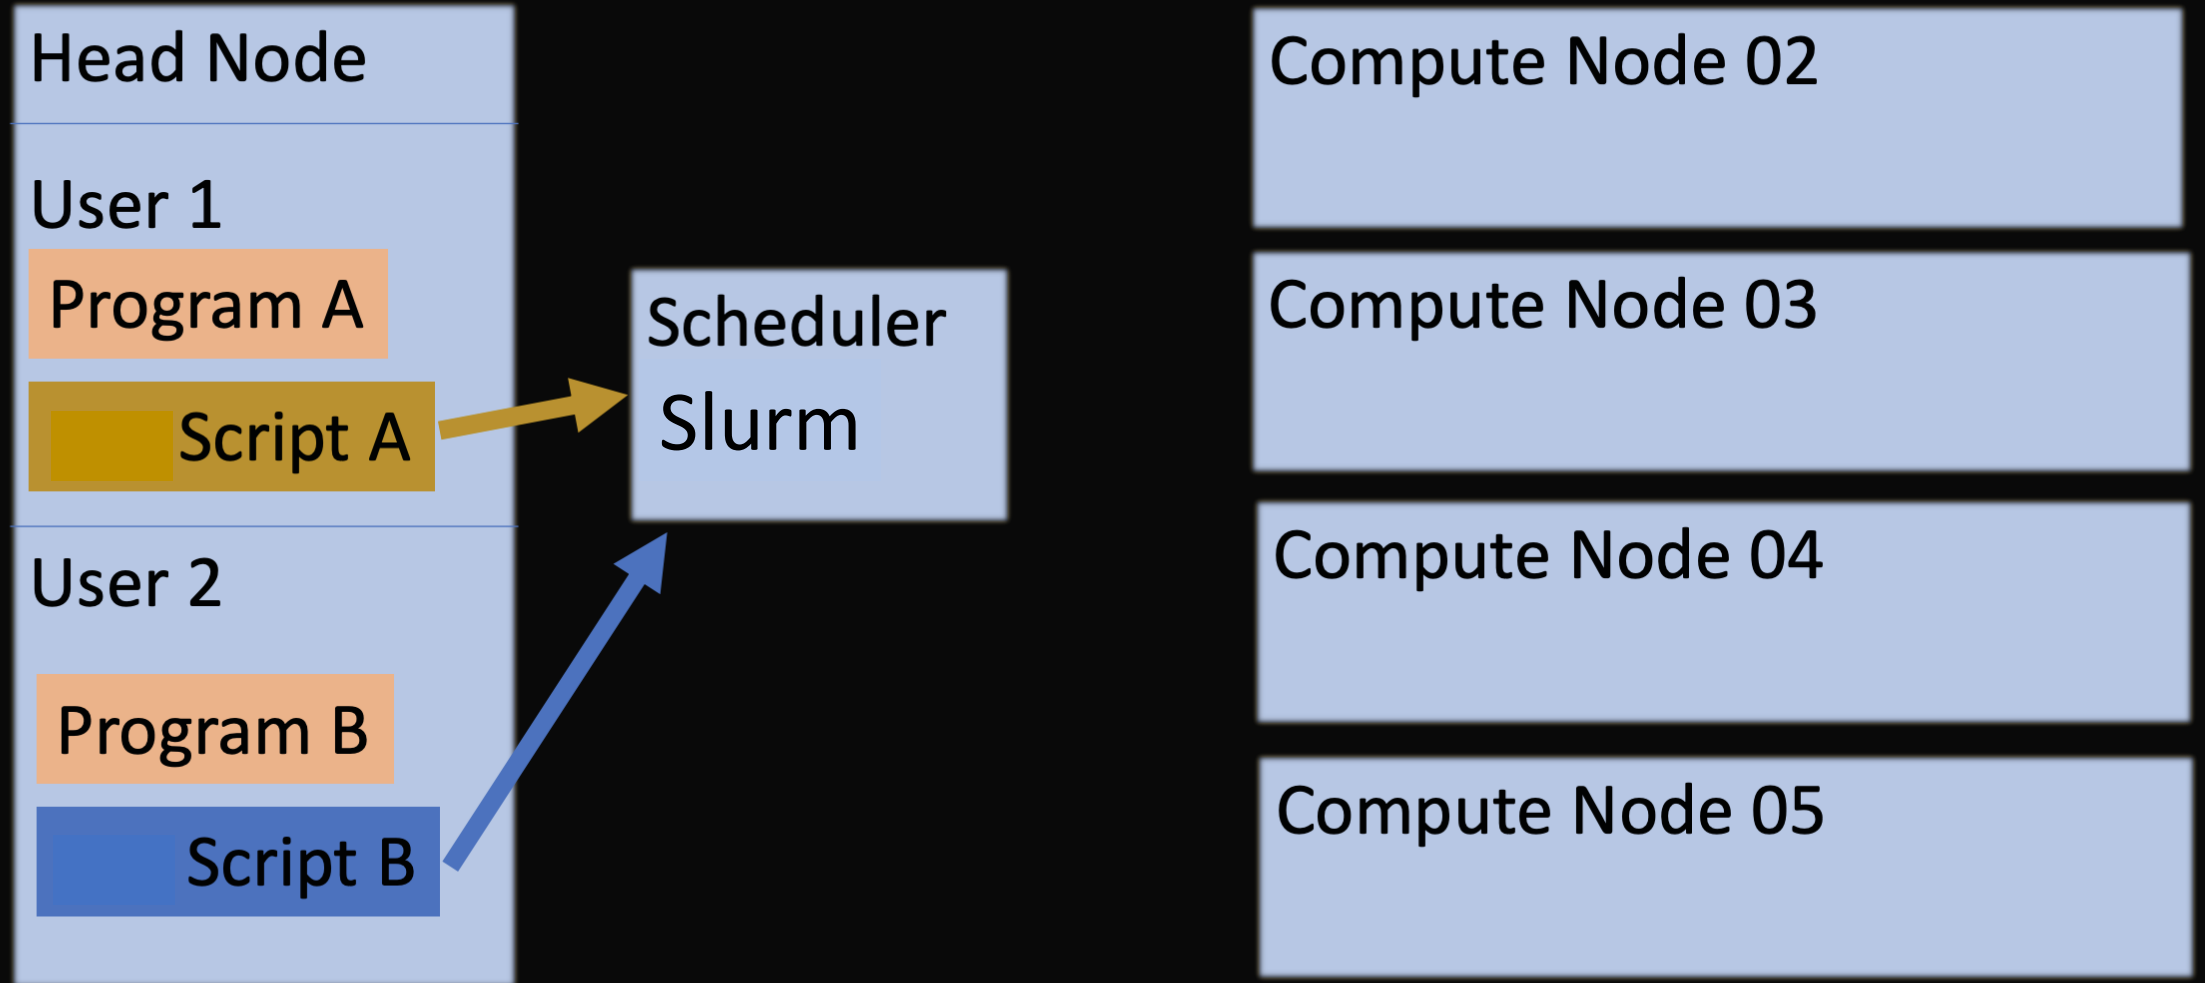 Head Node
User 1
Program A
Script A
User 2
Program B
Script B
Scheduler
Slurm
Compute Node 02
Compute Node 03
Compute Node 04
Compute Node 05